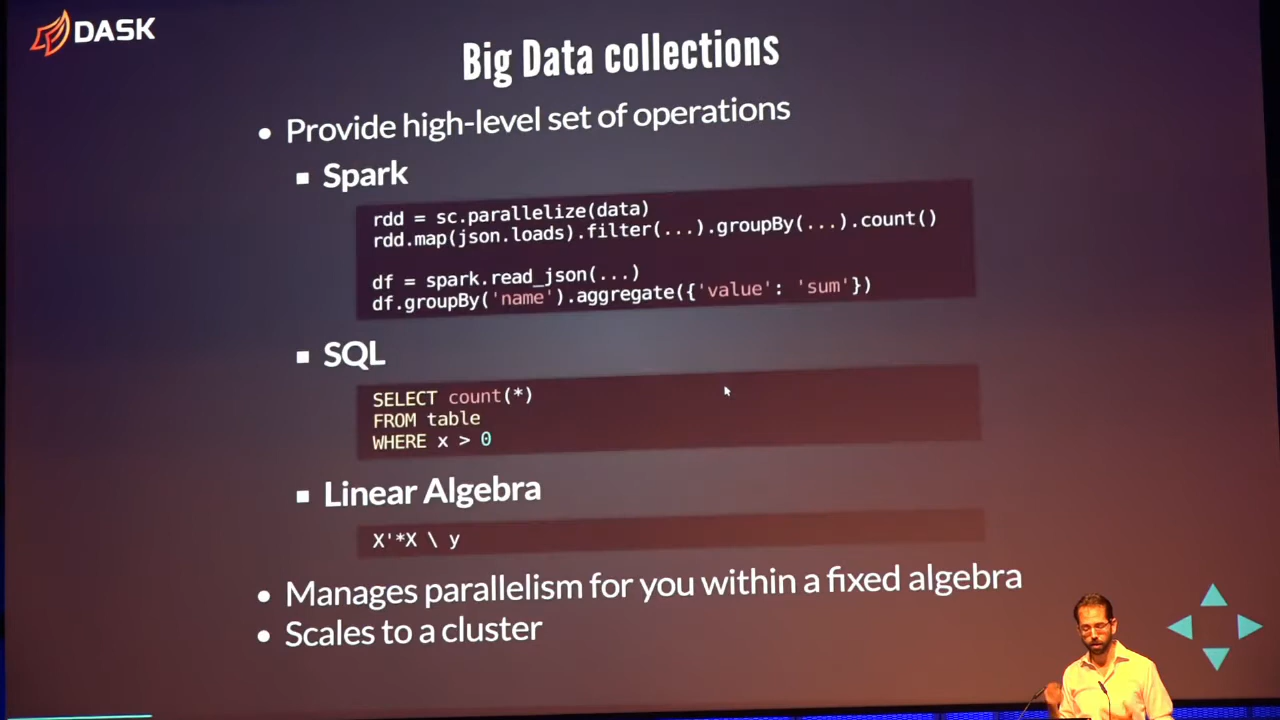 DASK
Big Data collections
Provide high-level set of operations
Spark
rdd = sc.parallelize(data)
rdd.map(json.loads).filter(...).groupBy(...).count()
df = spark.read_json(...)
df.groupBy('name').aggregate({'value': 'sum'})
SQL
SELECT count(*)
FROM table
WHERE x > 0
Linear Algebra
X'*X \ y
Manages parallelism for you within a fixed algebra
Scales to a cluster